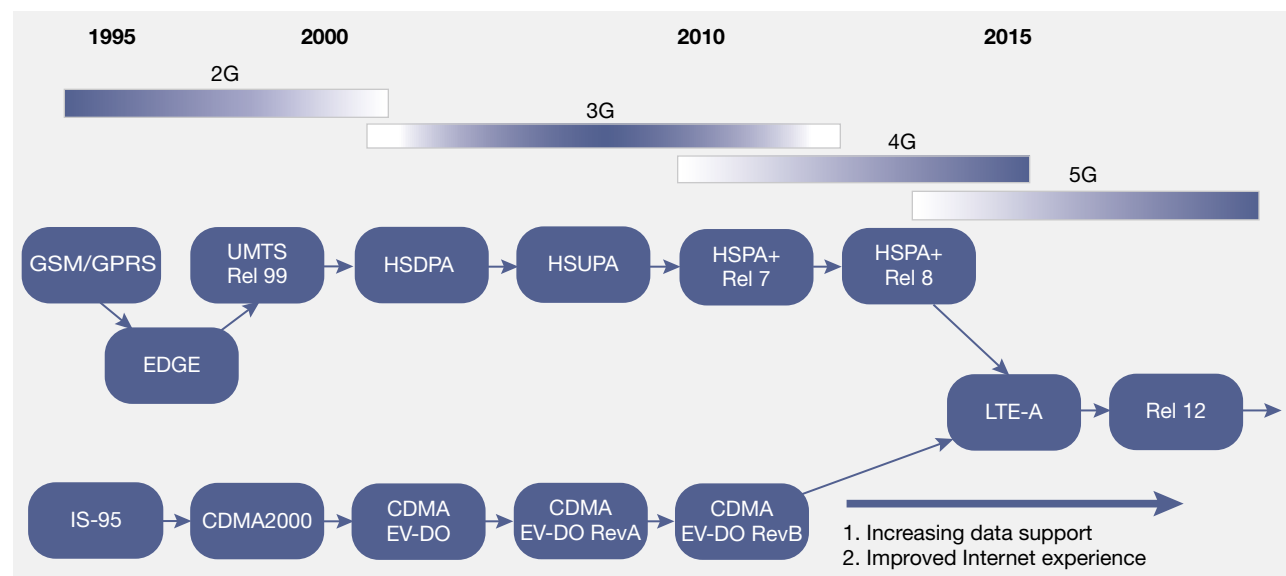 1995
2000
2010
2015
2G
3G
4G
5G
GSM/GPRS
UMTS
Rel 99
HSDPA
HSUPA
HSPA+
Rel 7
HSPA+
Rel 8
EDGE
LTE-A
Rel 12
IS-95
CDMA2000
CDMA
EV-DO
CDMA
EV-DO RevA
CDMA
EV-DO RevB
1. Increasing data support
2. Improved Internet experience